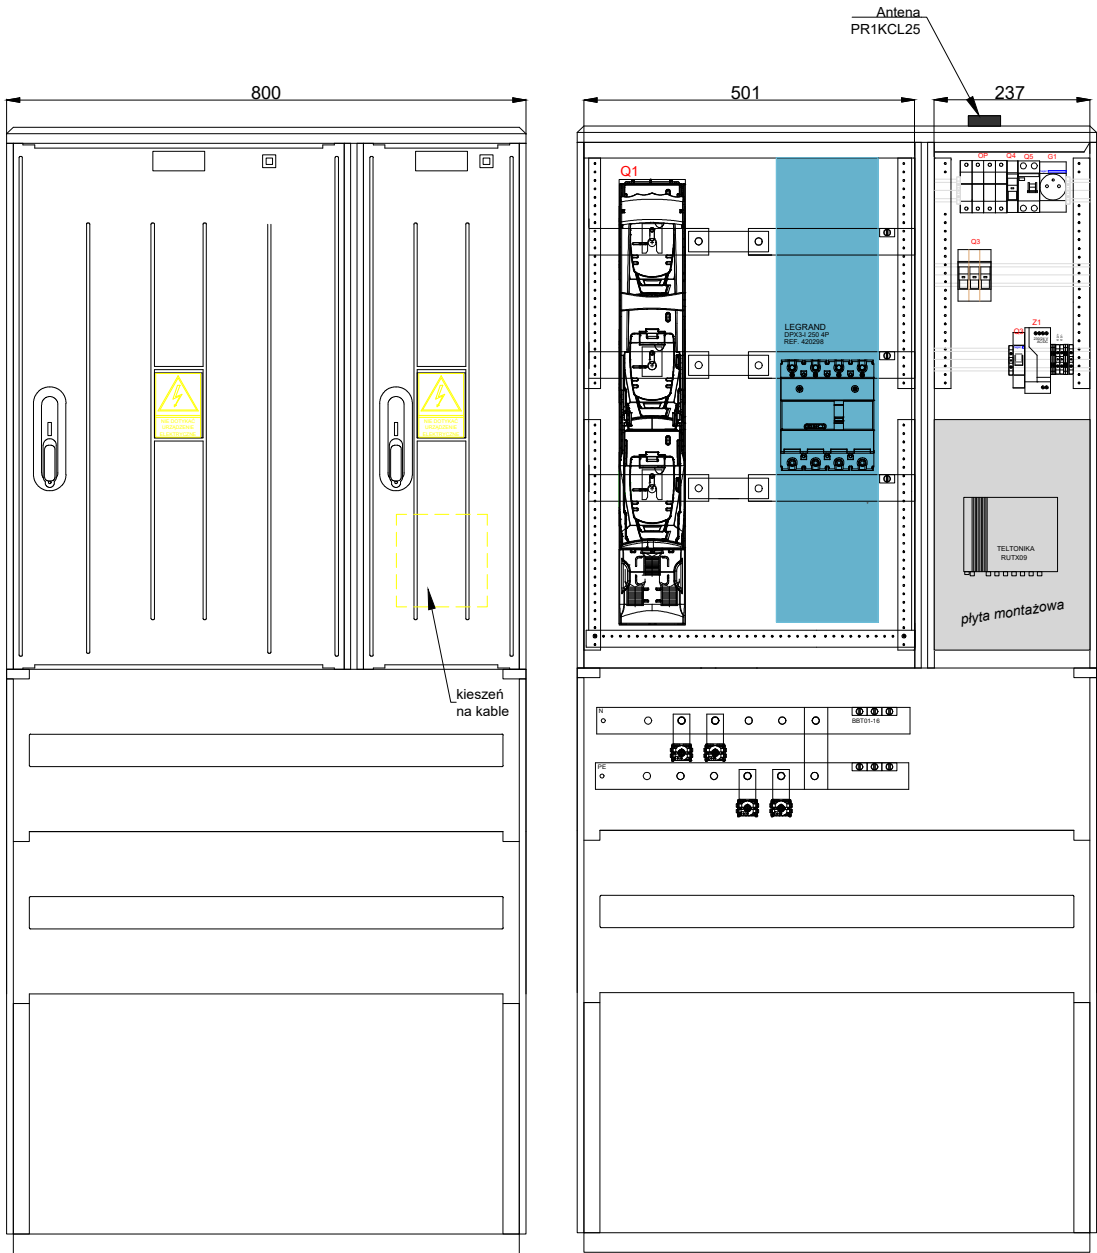 Antena
PR1KCL25
800
501
237
Q1
OP
Q4
Q5
G1
Q3
LEGRAND
DPX3-I 250 4P
REF. 420298
Z1
TELTONIKA
RUTX09
płyta montażowa
kieszeń
na kable
N
BBT01-16
PE